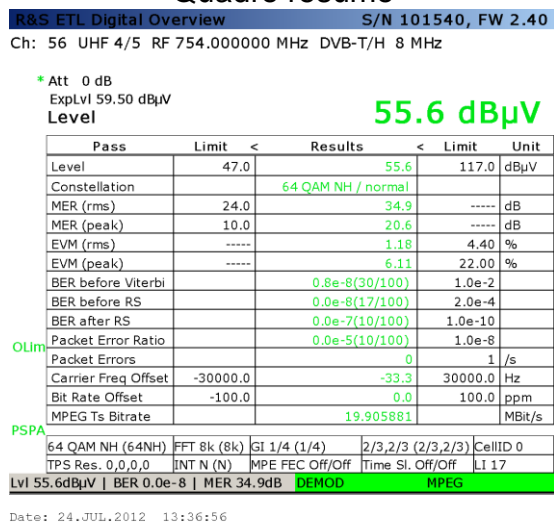 Quadro resumo
R&S ETL Digital Overview S/N 101540, FW 2.40
Ch: 56 UHF 4/5 RF 754.000000 MHz DVB-T/H 8 MHz
* Att 0 dB
ExpLvl 59.50 dBµV
Level 55.6 dBµV
Pass Limit < Results < Limit Unit
Level 47.0 55.6 117.0 dBµV
Constellation 64 QAM NH / normal
MER (rms) 24.0 34.9 ----- dB
MER (peak) 10.0 20.6 ----- dB
EVM (rms) ----- 1.18 4.40 %
EVM (peak) ----- 6.11 22.00 %
BER before Viterbi 0.8e-8(30/100) 1.0e-2
BER before RS 0.0e-8(17/100) 2.0e-4
BER after RS 0.0e-7(10/100) 1.0e-10
Packet Error Ratio 0.0e-5(10/100) 1.0e-8
OLim
Packet Errors 0 1 /s
Carrier Freq Offset -30000.0 -33.3 30000.0 Hz
Bit Rate Offset -100.0 0.0 100.0 ppm
MPEG Ts Bitrate 19.905881 MBit/s
PSPA
64 QAM NH (64NH) FFT 8k (8k) GI 1/4 (1/4) 2/3,2/3 (2/3,2/3) CellID 0
TPS Res. 0,0,0,0 INT N (N) MPE FEC Off/Off Time Sl. Off/Off LI 17
Lvl 55.6dBµV | BER 0.0e-8 | MER 34.9dB DEMOD MPEG
Date: 24.JUL.2012 13:36:56